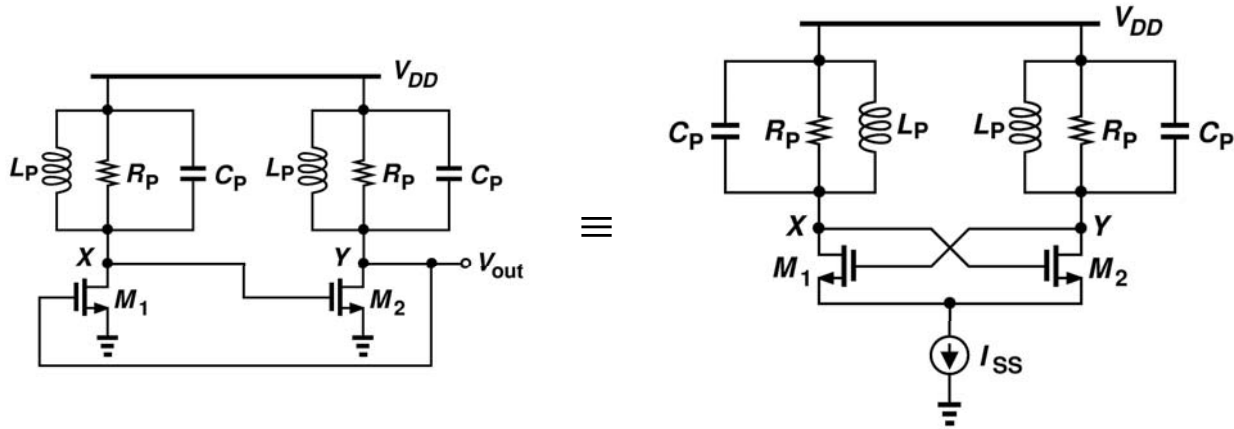 V_DD
L_P R_P C_P L_P R_P C_P
X Y V_out
M_1 M_2
≡
V_DD
C_P R_P L_P L_P R_P C_P
X Y
M_1 M_2
I_SS